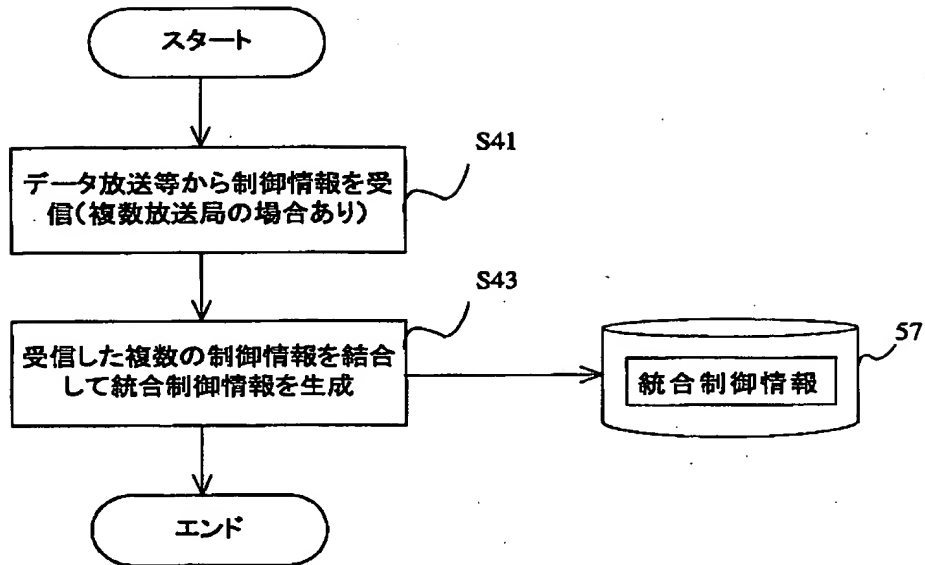 スタート
S41
データ放送等から制御情報を受
信(複数放送局の場合あり)
S43
受信した複数の制御情報を結合
して統合制御情報を生成
57
統合制御情報
エンド